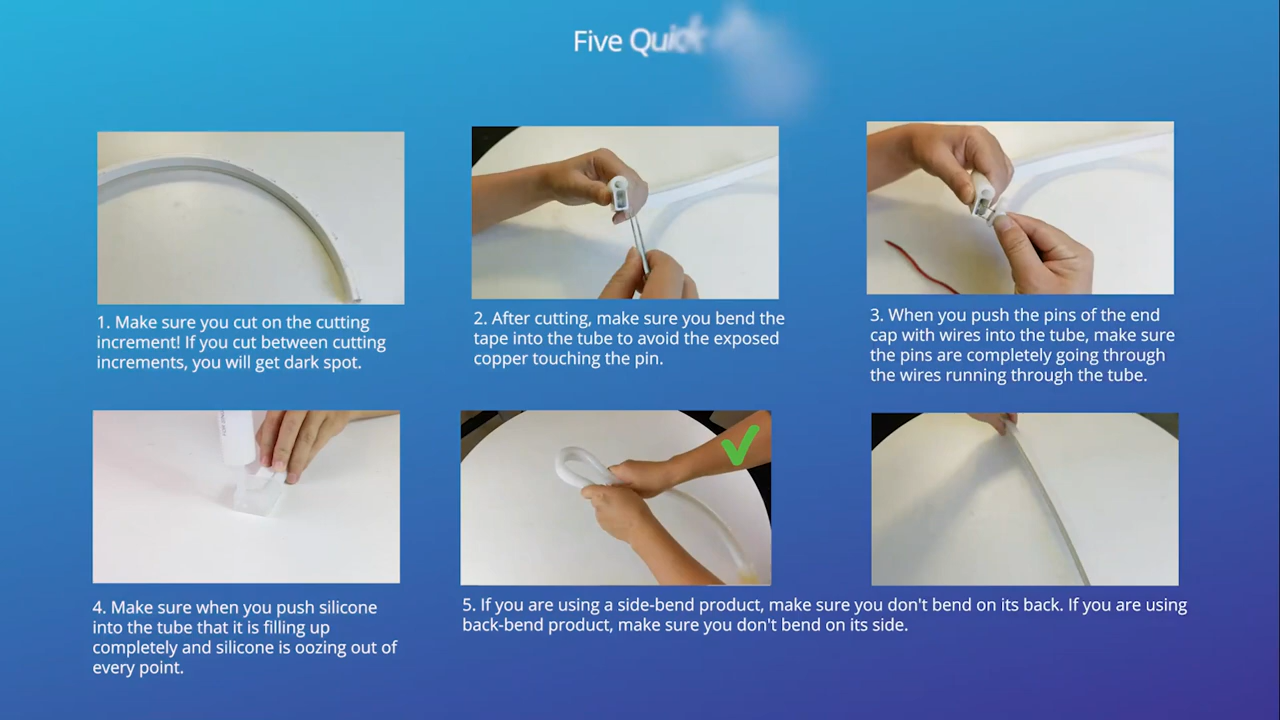 Five Quick
1. Make sure you cut on the cutting
increment! If you cut between cutting
increments, you will get dark spot.
2. After cutting, make sure you bend the
tape into the tube to avoid the exposed
copper touching the pin.
3. When you push the pins of the end
cap with wires into the tube, make sure
the pins are completely going through
the wires running through the tube.
4. Make sure when you push silicone
into the tube that it is filling up
completely and silicone is oozing out of
every point.
5. If you are using a side-bend product, make sure you don't bend on its back. If you are using
back-bend product, make sure you don't bend on its side.